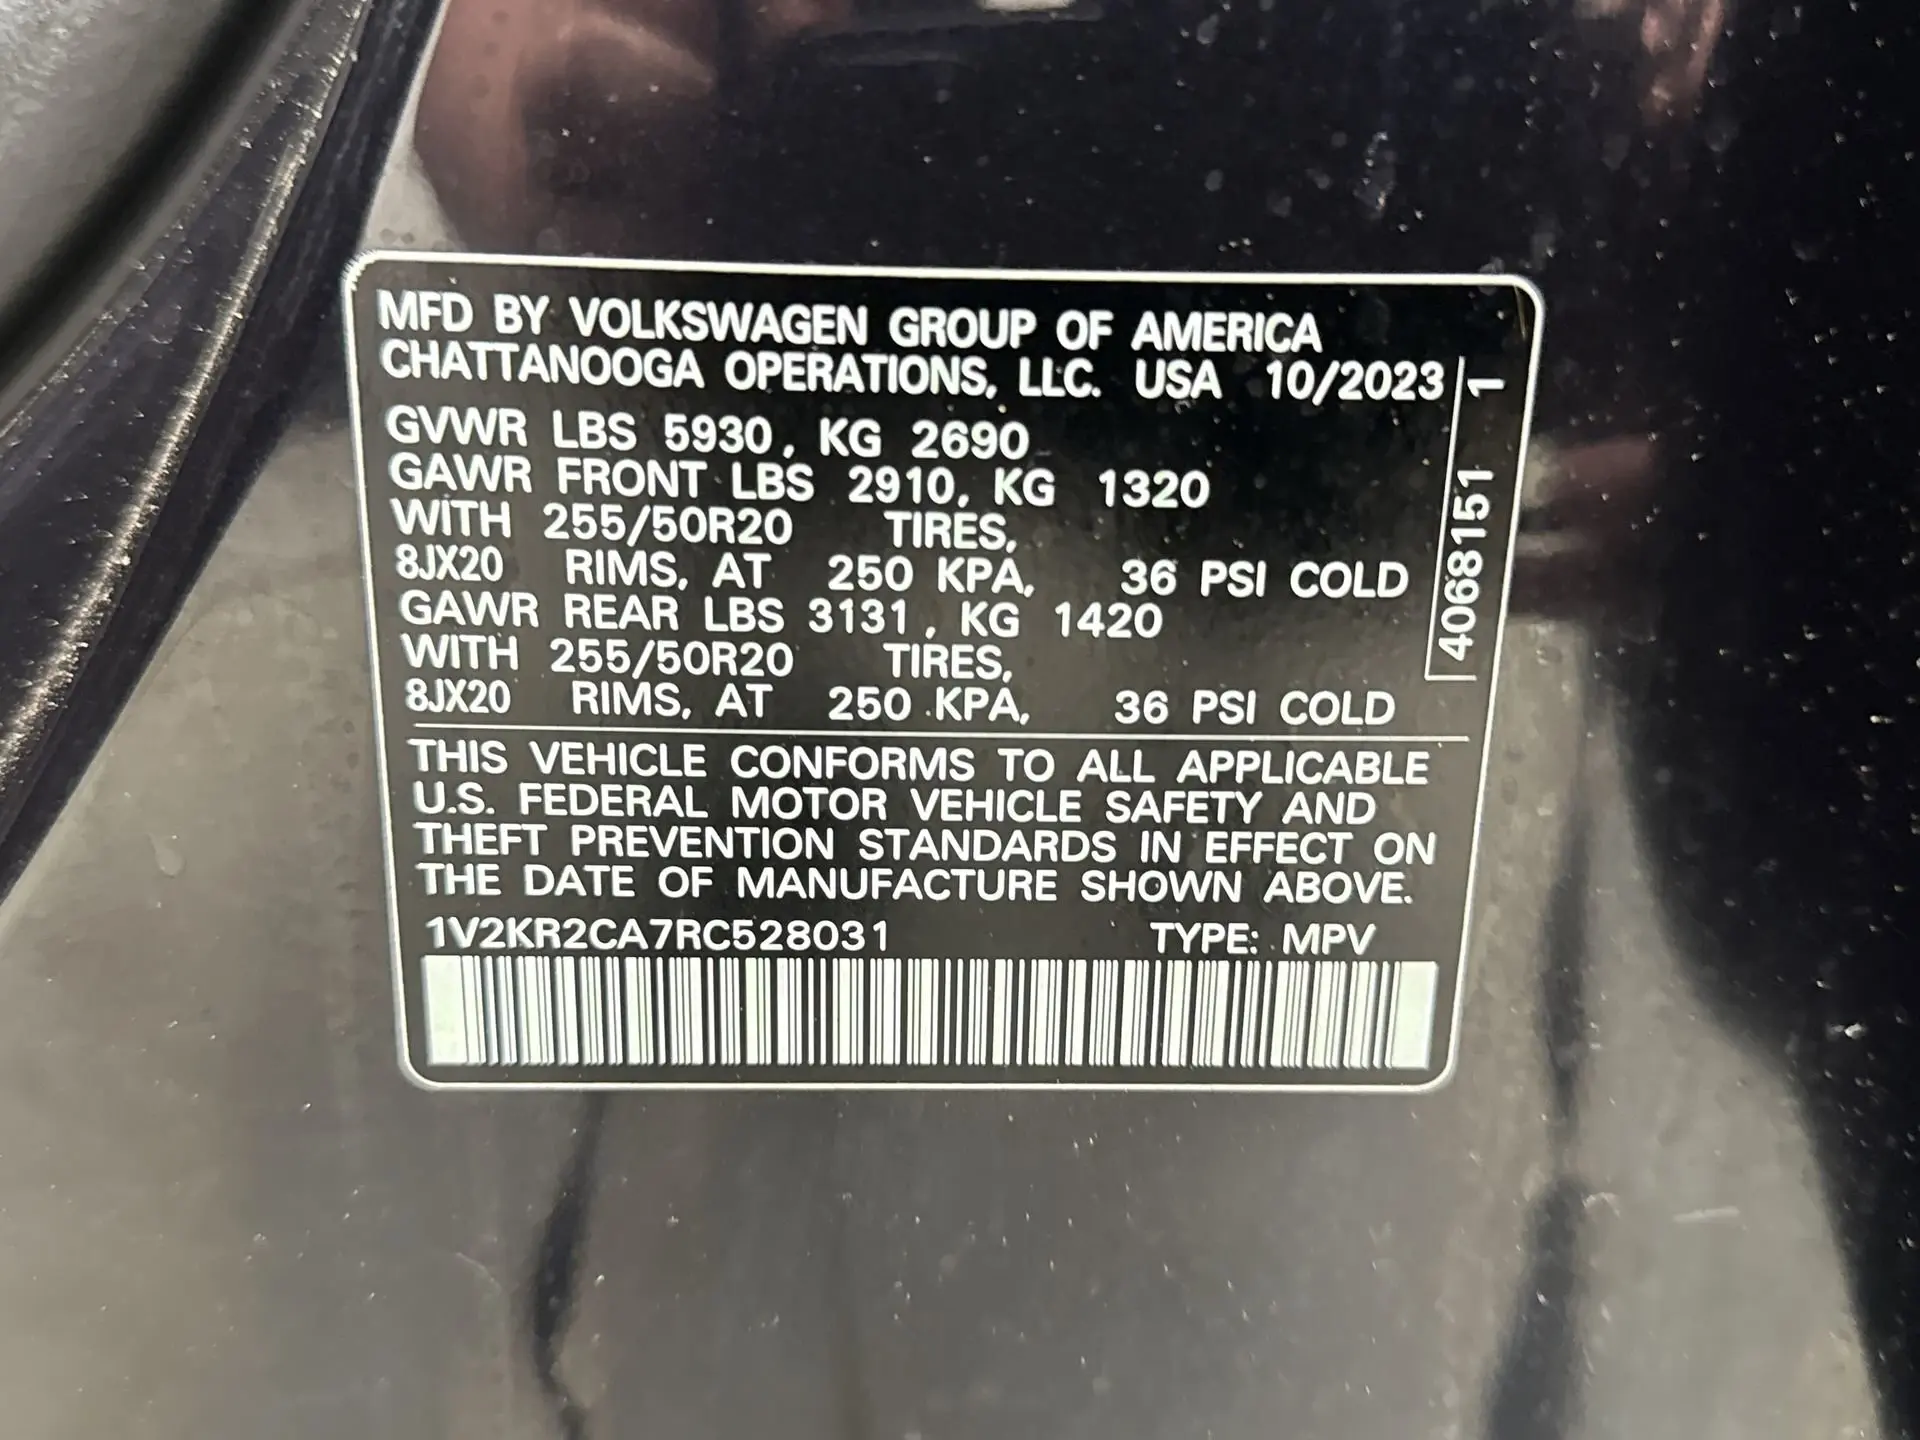 MFD BY VOLKSWAGEN GROUP OF AMERICA
CHATTANOOGA OPERATIONS, LLC. USA 10/2023
GVWR LBS 5930, KG 2690
GAWR FRONT LBS 2910, KG 1320
WITH 255/50R20 TIRES,
8JX20 RIMS, AT 250 KPA, 36 PSI COLD
GAWR REAR LBS 3131, KG 1420
WITH 255/50R20 TIRES,
8JX20 RIMS, AT 250 KPA, 36 PSI COLD
4068151 1
THIS VEHICLE CONFORMS TO ALL APPLICABLE
U.S. FEDERAL MOTOR VEHICLE SAFETY AND
THEFT PREVENTION STANDARDS IN EFFECT ON
THE DATE OF MANUFACTURE SHOWN ABOVE.
1V2KR2CA7RC528031 TYPE: MPV